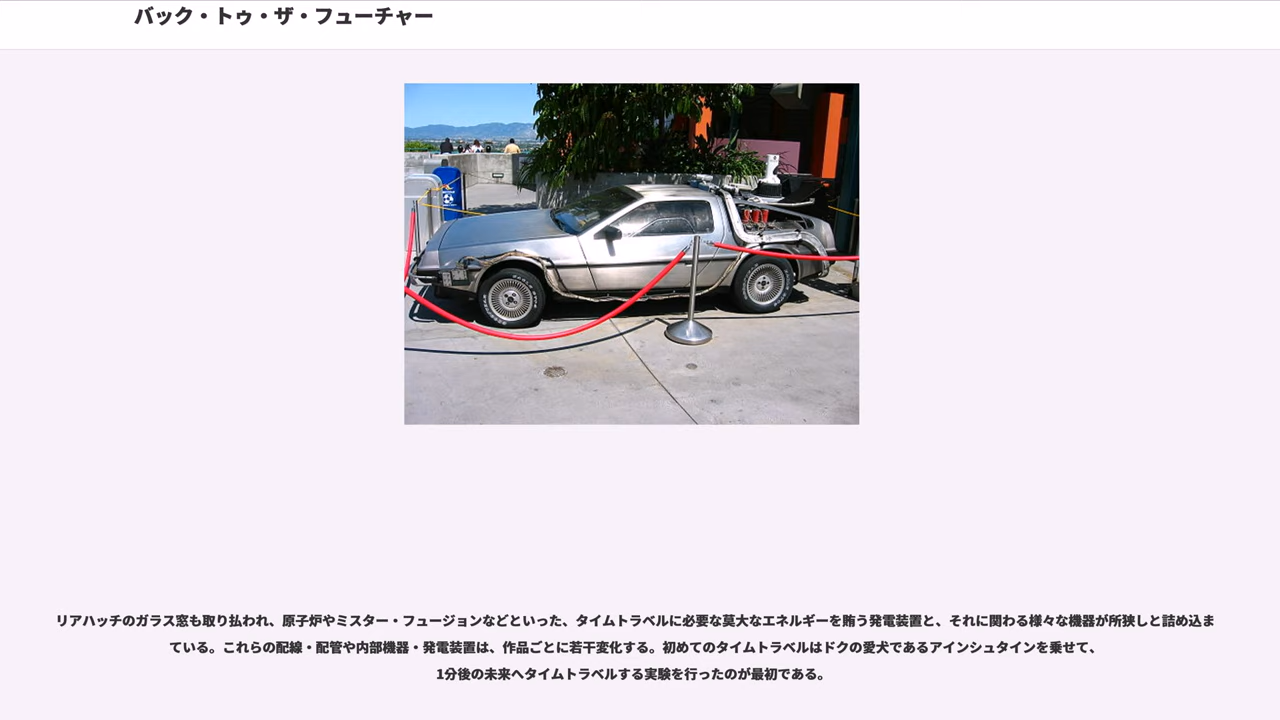 バック・トゥ・ザ・フューチャー
リアハッチのガラス窓も取り払われ、原子炉やミスター・フュージョンなどといった、タイムトラベルに必要な莫大なエネルギーを賄う発電装置と、それに関わる様々な機器が所狭しと詰め込ま
ている。これらの配線・配管や内部機器・発電装置は、作品ごとに若干変化する。初めてのタイムトラベルはドクの愛犬であるアインシュタインを乗せて、
1分後の未来へタイムトラベルする実験を行ったのが最初である。